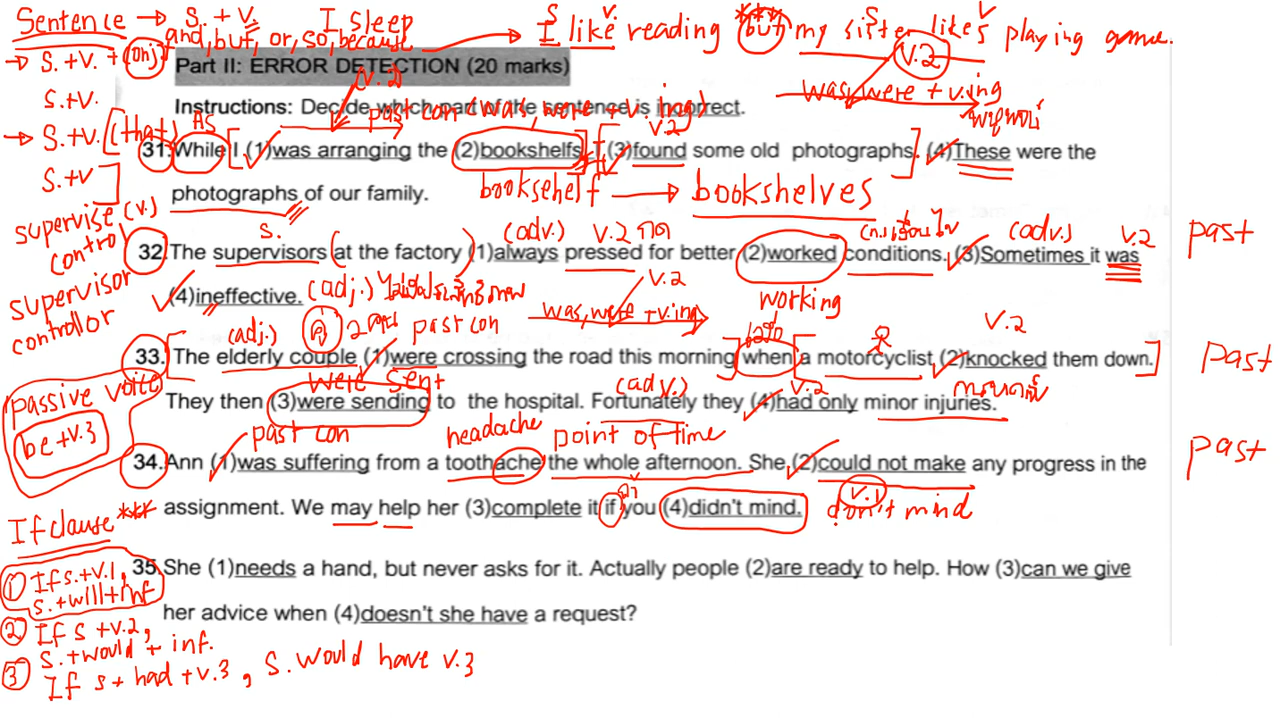 Sentence → S. + V. I sleep
and, but, or, so, because
I like reading but my sister likes playing game.
S v. *** S v
→ S. +V. + (onj)
S. +V.
→ S. +V. (that)
S. +V
Part II: ERROR DETECTION (20 marks)
(v. 2)
v.2
was, were + v.ing
Instructions: Decide which part of the sentence is incorrect.
past con (was, were + v. ing)
As
v.2
31.While I (1)was arranging the (2)bookshelfs, I (3)found some old photographs. (4)These were the
photographs of our family.
bookselelf → bookshelves
supervise (v.)
control
supervisor
controllor
S. (adv.) v.2 (adv.) v.2 past
32.The supervisors at the factory (1)always pressed for better (2)worked conditions. (3)Sometimes it was
(4)ineffective.
(adj.)
v.2
was, were +v.ing
working
(adj.) past con v.2
33.The elderly couple (1)were crossing the road this morning when a motorcyclist (2)knocked them down.
past
were sent (adv.) v.2
They then (3)were sending to the hospital. Fortunately they (4)had only minor injuries.
passive voice
be +v.3
past con headache point of time
34.Ann (1)was suffering from a toothache the whole afternoon. She (2)could not make any progress in the
past
assignment. We may help her (3)complete it if you (4)didn't mind.
v.1
don't mind
If clause ***
① If s.+v.1,
s.+will+inf
② If s +v.2,
s.+would + inf.
③ If s+ had +v.3, s. would have v.3
35.She (1)needs a hand, but never asks for it. Actually people (2)are ready to help. How (3)can we give
her advice when (4)doesn't she have a request?